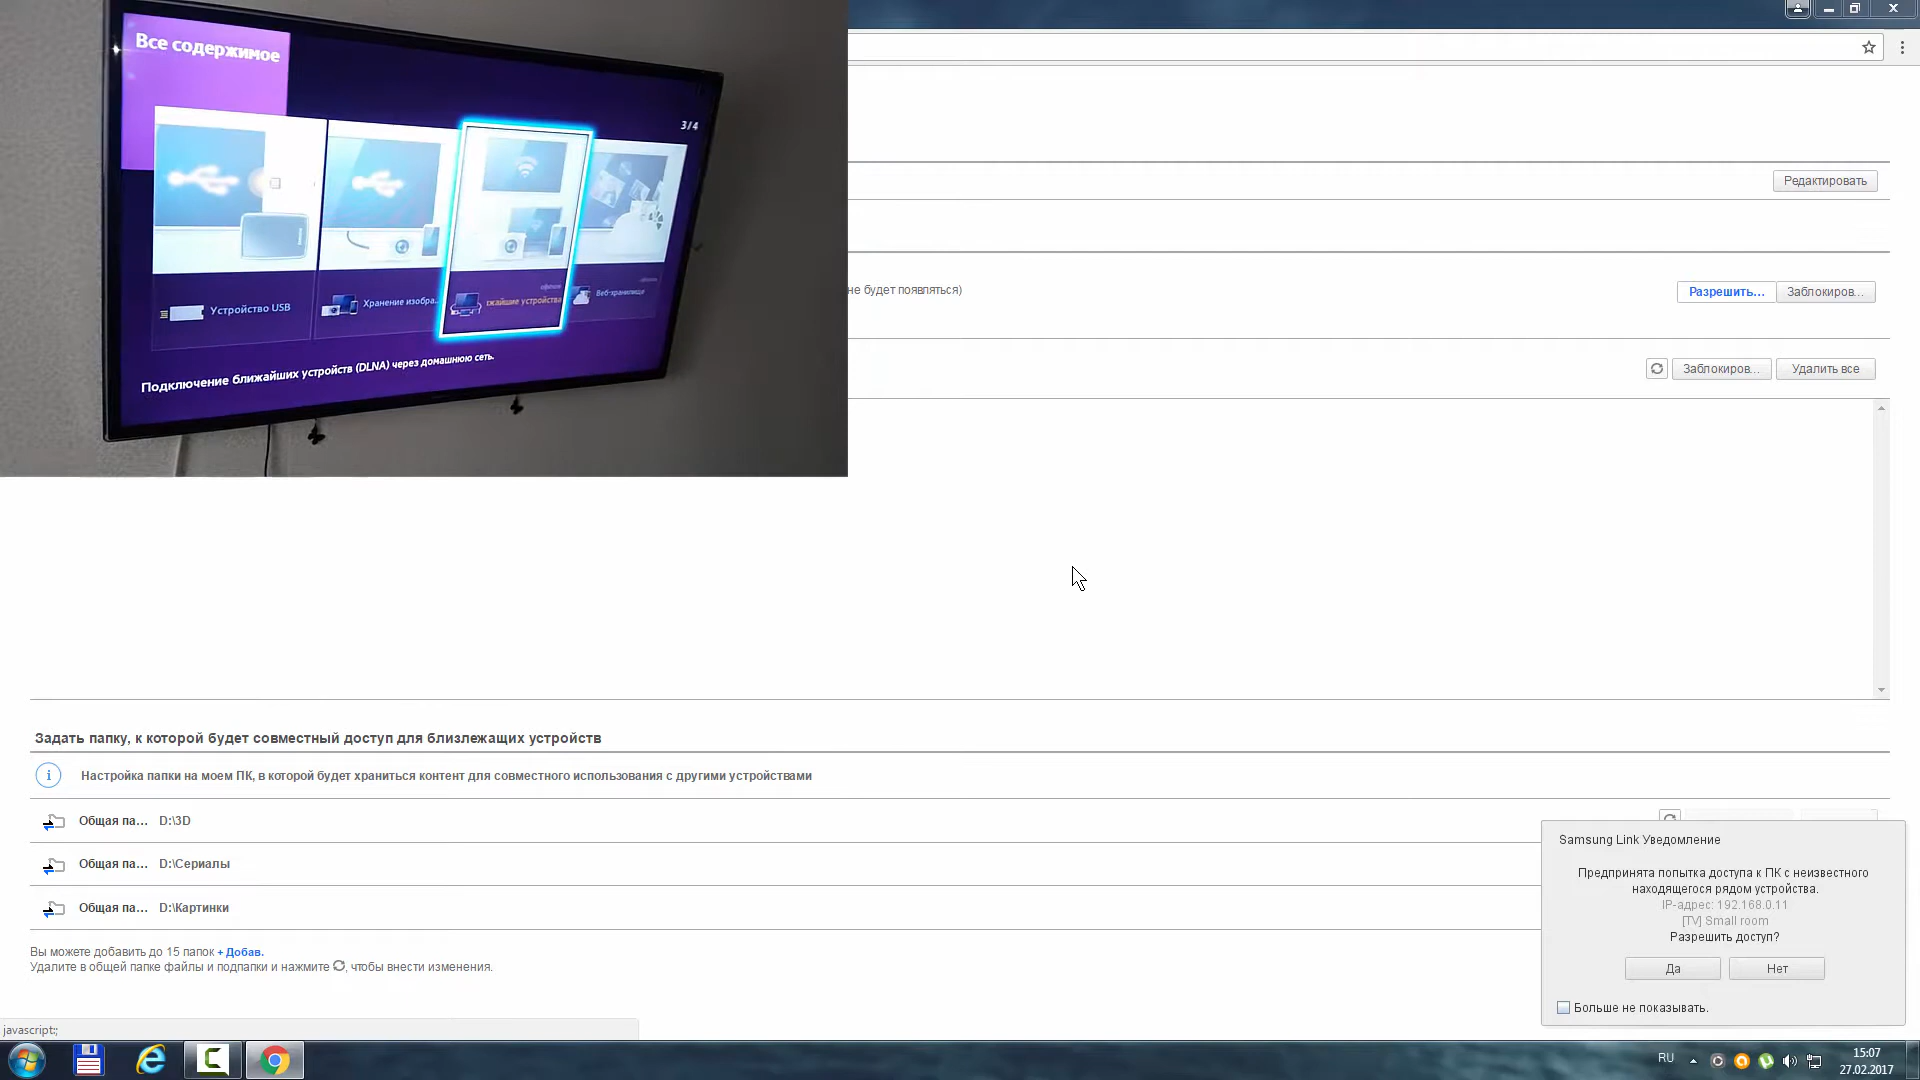 Все содержимое
3/4
Устройство USB
Хранение изобра...
жайшие устройства
Веб-хранилище
Подключение ближайших устройств (DLNA) через домашнюю сеть.
Редактировать
не будет появляться)
Разрешить...
Заблокиров...
Заблокиров...
Удалить все
Задать папку, к которой будет совместный доступ для близлежащих устройств
Настройка папки на моем ПК, в которой будет храниться контент для совместного использования с другими устройствами
Общая па... D:\3D
Общая па... D:\Сериалы
Общая па... D:\Картинки
Вы можете добавить до 15 папок + Добав.
Удалите в общей папке файлы и подпапки и нажмите , чтобы внести изменения.
Samsung Link Уведомление
Предпринята попытка доступа к ПК с неизвестного
находящегося рядом устройства.
IP-адрес: 192.168.0.11
[TV] Small room
Разрешить доступ?
Да
Нет
Больше не показывать.
javascript:;
RU
15:07
27.02.2017